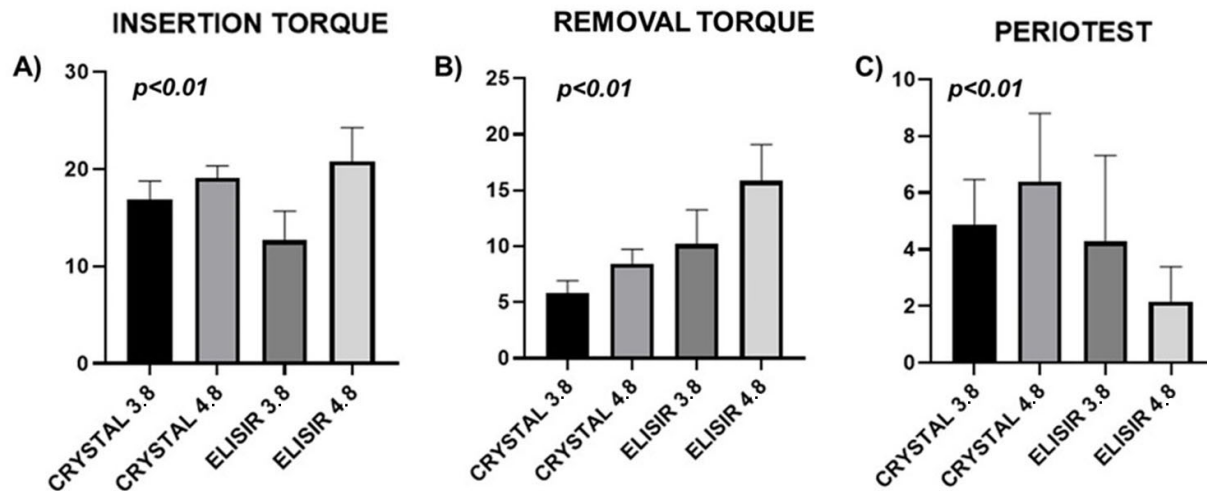 INSERTION TORQUE
A)
p<0.01
30
20
10
0
CRYSTAL 3.8
CRYSTAL 4.8
ELISIR 3.8
ELISIR 4.8
REMOVAL TORQUE
B)
p<0.01
25
20
15
10
5
0
CRYSTAL 3.8
CRYSTAL 4.8
ELISIR 3.8
ELISIR 4.8
PERIOTEST
C)
p<0.01
10
8
6
4
2
0
CRYSTAL 3.8
CRYSTAL 4.8
ELISIR 3.8
ELISIR 4.8